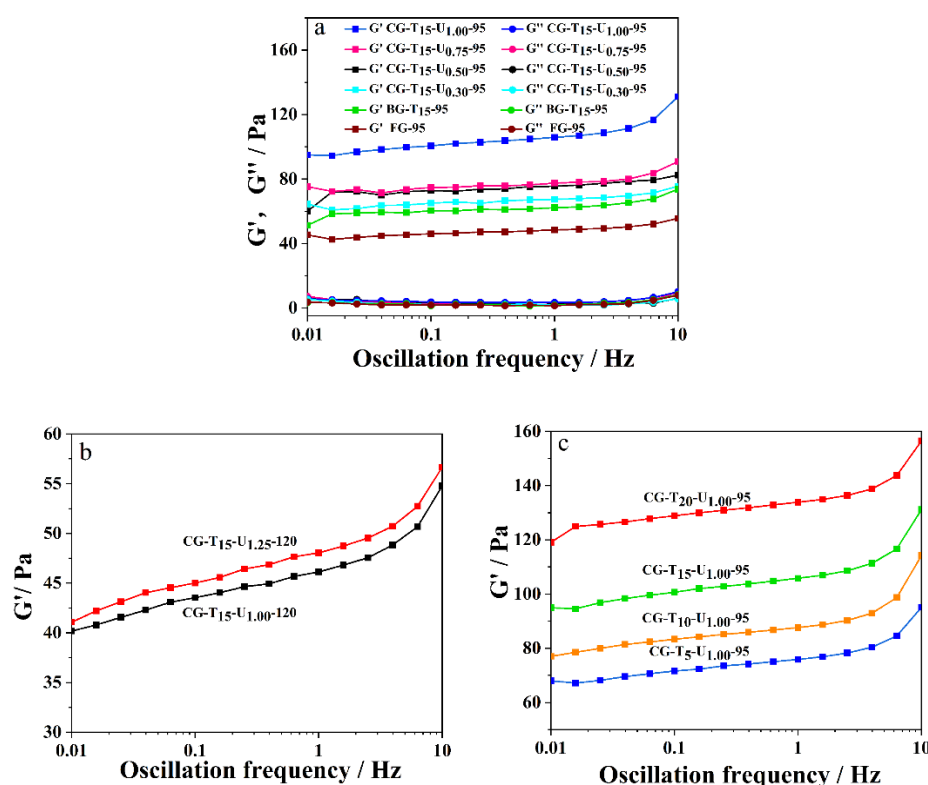 a
G' CG-T15-U1.00-95 G'' CG-T15-U1.00-95
G' CG-T15-U0.75-95 G'' CG-T15-U0.75-95
G' CG-T15-U0.50-95 G'' CG-T15-U0.50-95
G' CG-T15-U0.30-95 G'' CG-T15-U0.30-95
G' BG-T15-95 G'' BG-T15-95
G' FG-95 G'' FG-95
G', G'' / Pa
160
120
80
40
0
0.01 0.1 1 10
Oscillation frequency / Hz
b
G'/ Pa
65
60
55
50
45
40
35
30
CG-T15-U1.25-120
CG-T15-U1.00-120
0.01 0.1 1 10
Oscillation frequency / Hz
c
G' / Pa
160
140
120
100
80
60
CG-T20-U1.00-95
CG-T15-U1.00-95
CG-T10-U1.00-95
CG-T5-U1.00-95
0.01 0.1 1 10
Oscillation frequency / Hz